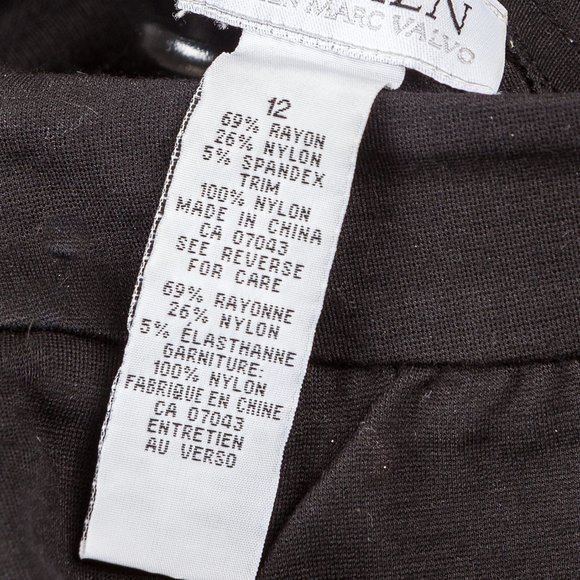 MARC VALVO
12
69% RAYON
26% NYLON
5% SPANDEX
TRIM
100% NYLON
MADE IN CHINA
CA 07043
SEE REVERSE
FOR CARE
69% RAYONNE
26% NYLON
5% ÉLASTHANNE
GARNITURE:
100% NYLON
FABRIQUE EN CHINE
CA 07043
ENTRETIEN
AU VERSO